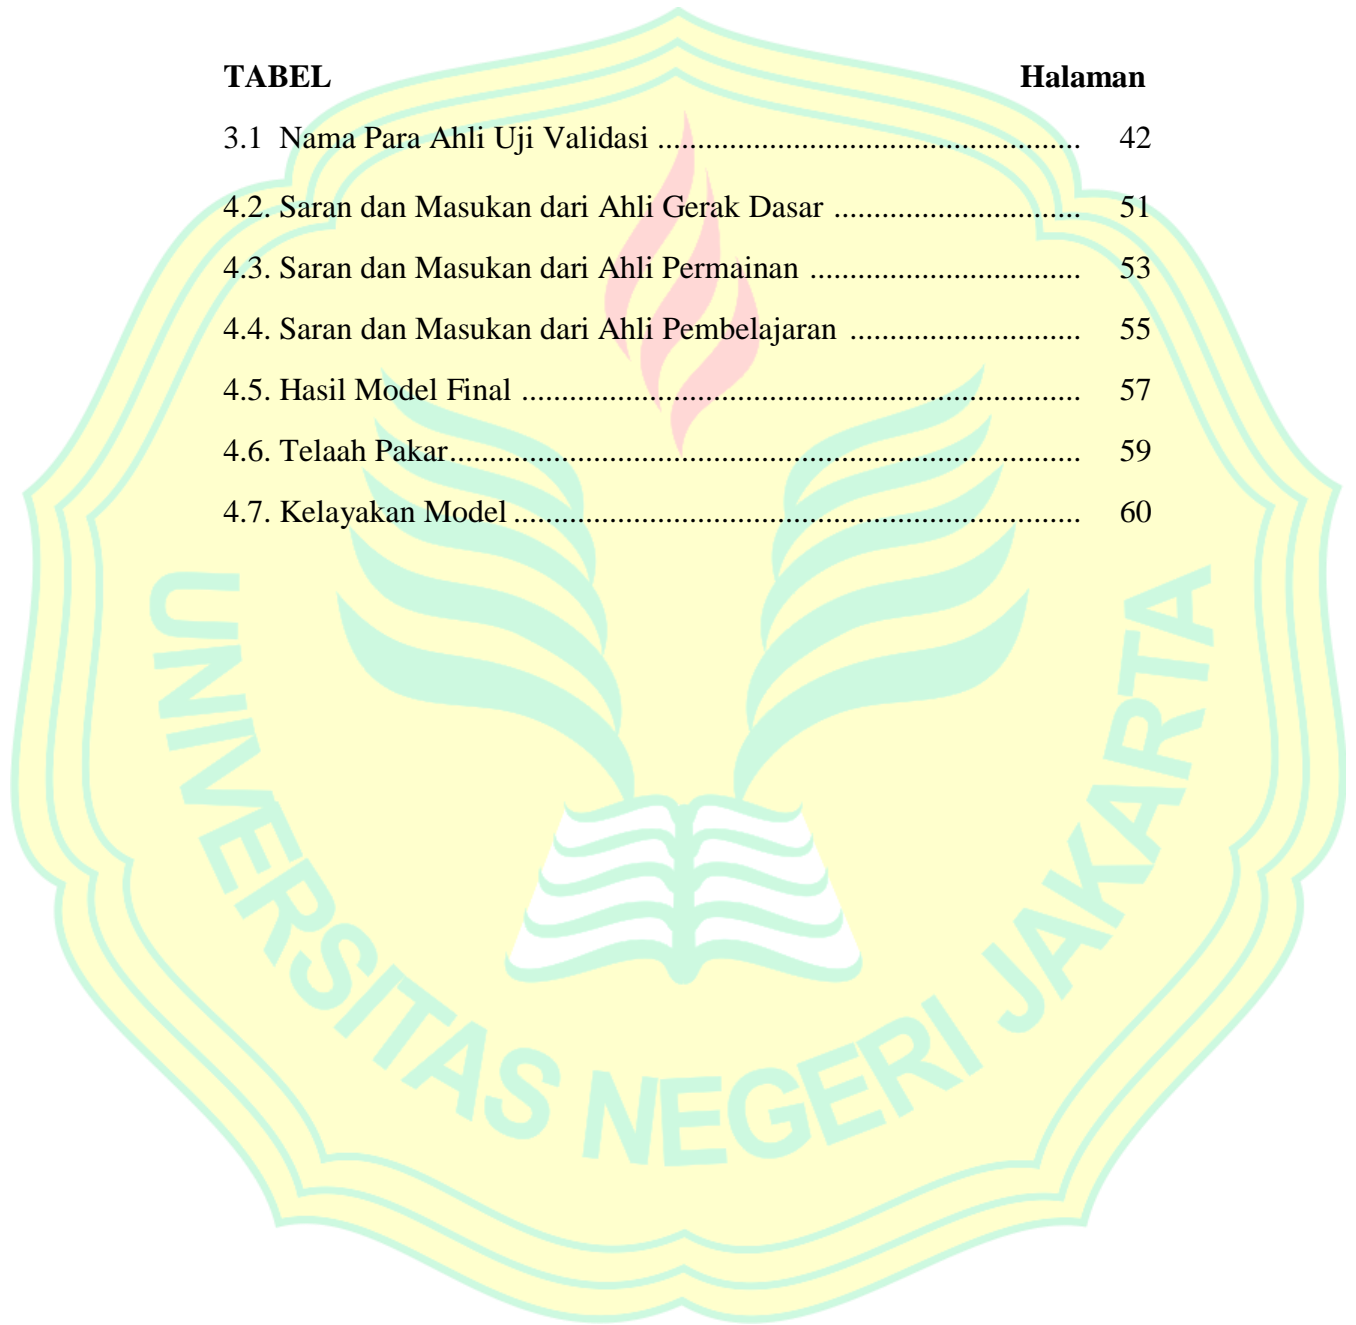 TABEL Halaman
3.1 Nama Para Ahli Uji Validasi ..................................................... 42
4.2. Saran dan Masukan dari Ahli Gerak Dasar ............................... 51
4.3. Saran dan Masukan dari Ahli Permainan .................................. 53
4.4. Saran dan Masukan dari Ahli Pembelajaran ............................. 55
4.5. Hasil Model Final ...................................................................... 57
4.6. Telaah Pakar............................................................................... 59
4.7. Kelayakan Model ....................................................................... 60
UNIVERSITAS NEGERI JAKARTA